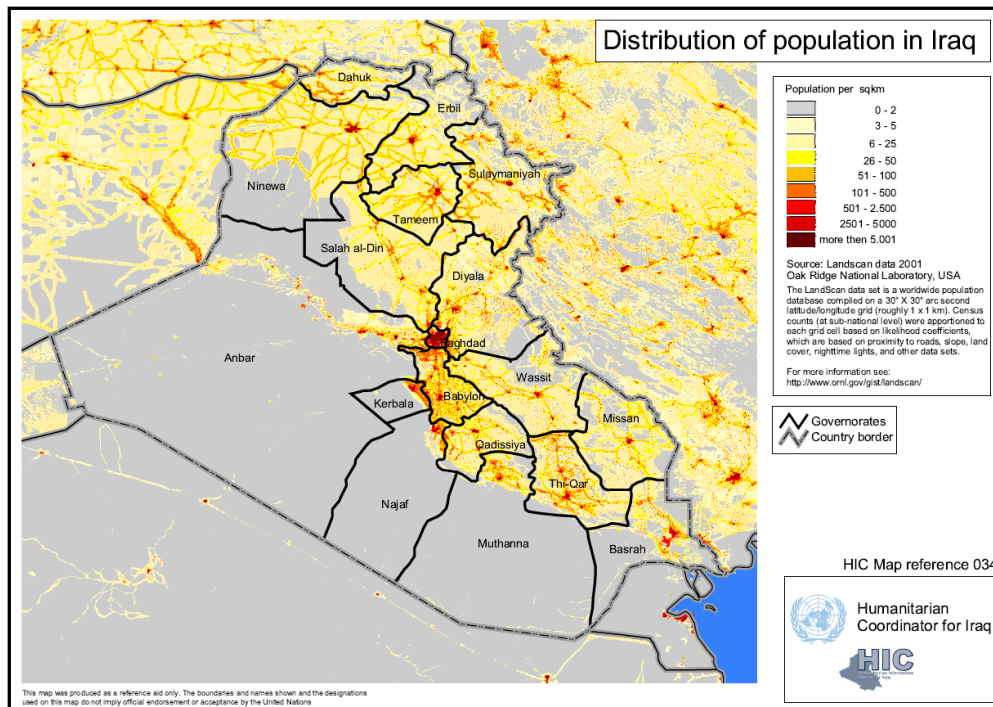 Distribution of population in Iraq
Population per sqkm
0 - 2
3 - 5
6 - 25
26 - 50
51 - 100
101 - 500
501 - 2.500
2501 - 5000
more then 5.001
Source: Landscan data 2001
Oak Ridge National Laboratory, USA
The LandScan data set is a worldwide population
database compiled on a 30" X 30" arc second
latitude/longitude grid (roughly 1 x 1 km). Census
counts (at sub-national level) were apportioned to
each grid cell based on likelihood coefficients,
which are based on proximity to roads, slope, land
cover, nighttime lights, and other data sets.
For more information see:
http://www.ornl.gov/gist/landscan/
Governorates
Country border
Dahuk
Erbil
Ninewa
Sulaymaniyah
Tameem
Salah al-Din
Diyala
Baghdad
Anbar
Wassit
Kerbala
Babylon
Missan
Qadissiya
Thi-Qar
Najaf
Muthanna
Basrah
HIC Map reference 034
Humanitarian
Coordinator for Iraq
HIC
This map was produced as a reference aid only. The boundaries and names shown and the designations
used on this map do not imply official endorsement or acceptance by the United Nations